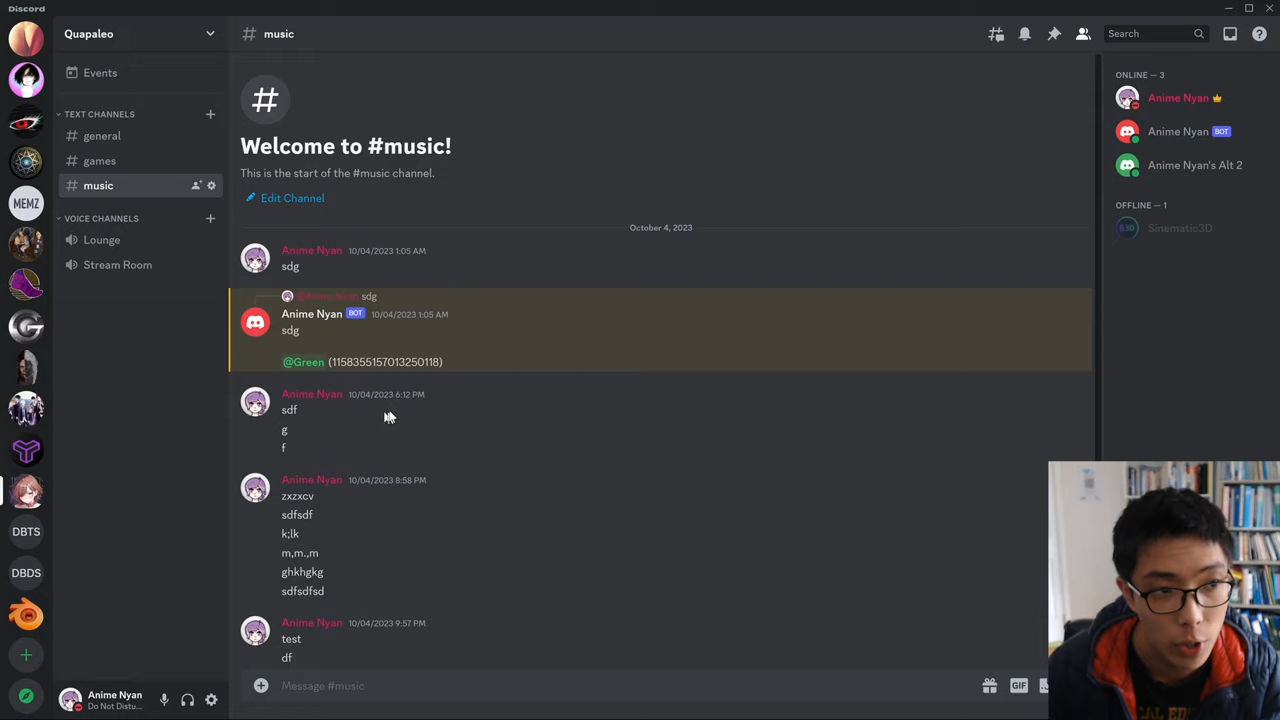 Discord
Quapaleo
Events
TEXT CHANNELS
general
games
music
VOICE CHANNELS
Lounge
Stream Room
MEMZ
DBTS
DBDS
Anime Nyan
Do Not Distu...
music
Search
Welcome to #music!
This is the start of the #music channel.
Edit Channel
October 4, 2023
Anime Nyan 10/04/2023 1:05 AM
sdg
@Anime Nyan sdg
Anime Nyan BOT 10/04/2023 1:05 AM
sdg
@Green (1158355157013250118)
Anime Nyan 10/04/2023 6:12 PM
sdf
g
f
Anime Nyan 10/04/2023 8:58 PM
zxzxcv
sdfsdf
k;lk
m,m.,m
ghkhgkg
sdfsdfsd
Anime Nyan 10/04/2023 9:57 PM
test
df
Message #music
GIF
ONLINE — 3
Anime Nyan
Anime Nyan BOT
Anime Nyan's Alt 2
OFFLINE — 1
Sinematic3D